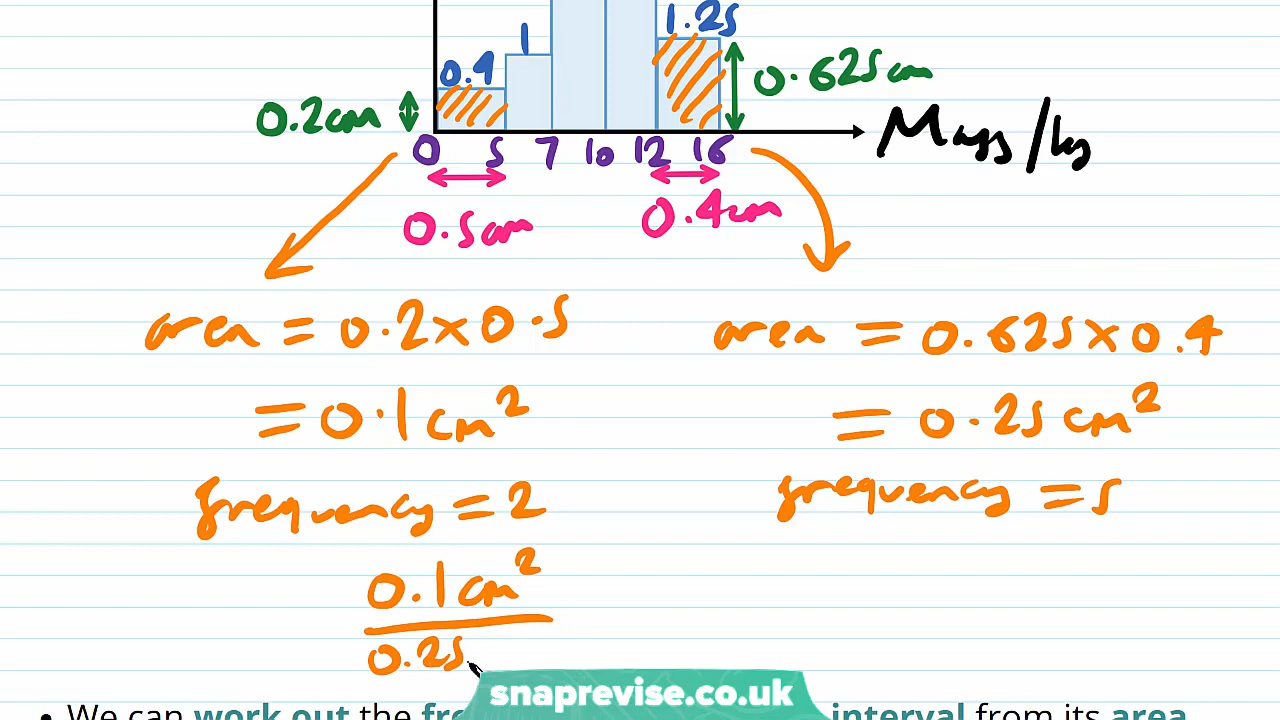 1.25
1
0.4
0.625cm
0.2cm
0 5 7 10 12 16
Mass/kg
0.5cm
0.4cm
area = 0.2 × 0.5
area = 0.625 × 0.4
= 0.1 cm²
= 0.25 cm²
frequency = 2
frequency = 5
0.1 cm²
0.25
snaprevise.co.uk
• We can work out the fre
interval from its area